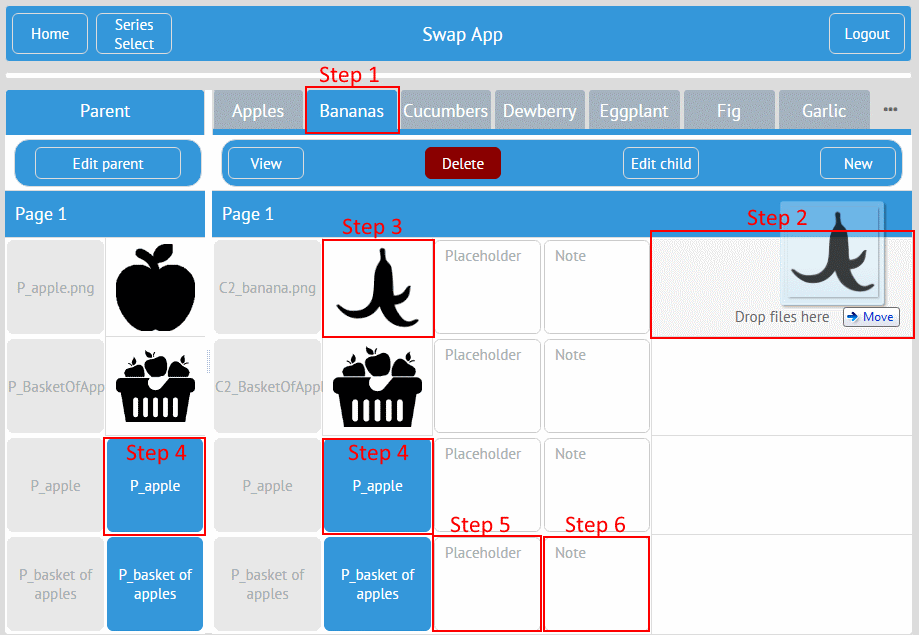 Home
Series
Select
Swap App
Logout
Step 1
Parent
Apples
Bananas
Cucumbers
Dewberry
Eggplant
Fig
Garlic
...
Edit parent
View
Delete
Edit child
New
Page 1
Page 1
Step 2
Step 3
P_apple.png
C2_banana.png
Placeholder
Note
Drop files here
Move
P_BasketOfApp
C2_BasketOfAppl
Placeholder
Note
Step 4
Step 4
Placeholder
Note
P_apple
P_apple
P_apple
P_apple
Step 5
Step 6
P_basket of
apples
P_basket of
apples
P_basket of
apples
P_basket of
apples
Placeholder
Note